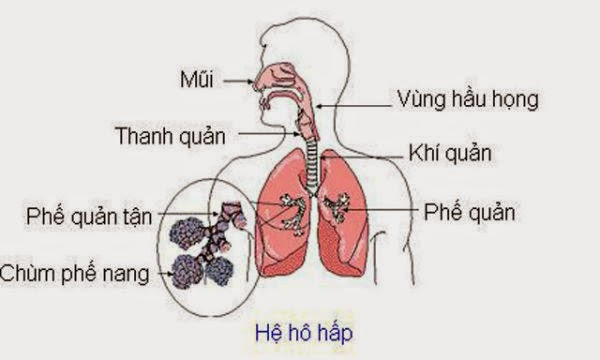 Mũi
Vùng hầu họng
Thanh quản
Khí quản
Phế quản tận
Phế quản
Chùm phế nang
Hệ hô hấp